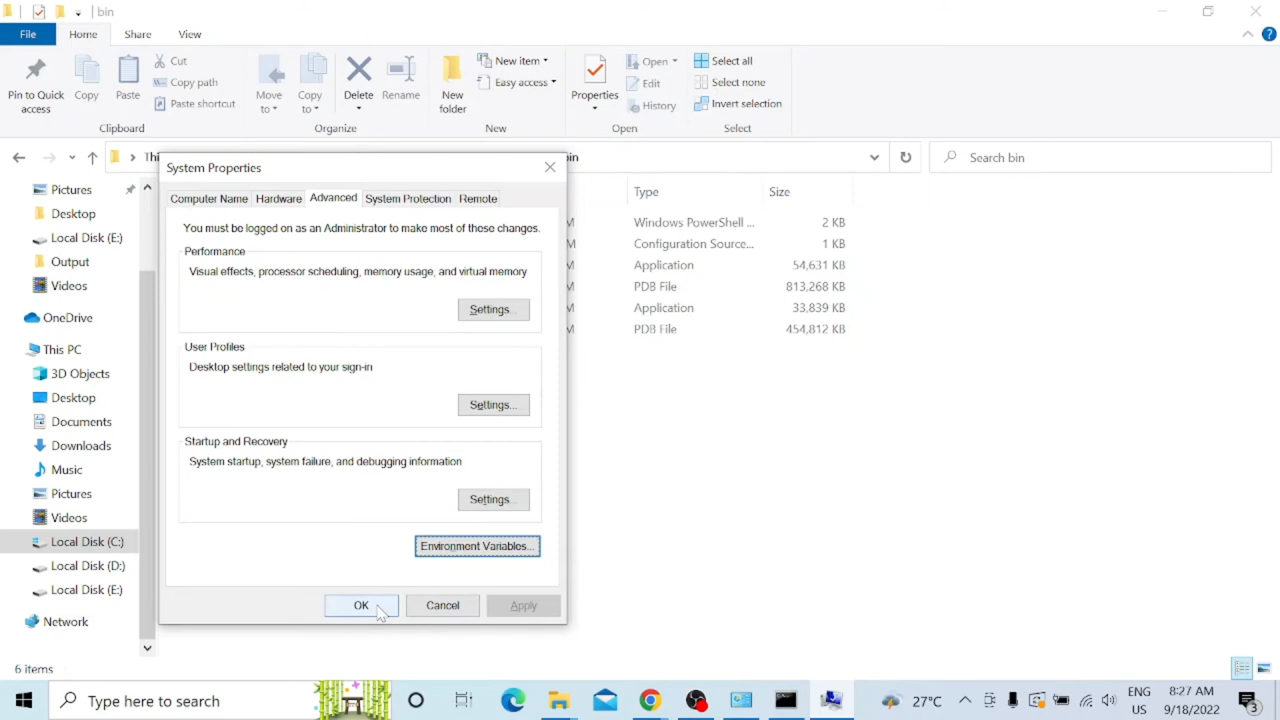 bin
File Home Share View
Pin to Quick access
Copy
Paste
Cut
Copy path
Paste shortcut
Clipboard
Move to
Copy to
Delete
Rename
Organize
New folder
New item
Easy access
New
Properties
Open
Edit
History
Open
Select all
Select none
Invert selection
Select
Thi
bin
Search bin
Pictures
Desktop
Local Disk (E:)
Output
Videos
OneDrive
This PC
3D Objects
Desktop
Documents
Downloads
Music
Pictures
Videos
Local Disk (C:)
Local Disk (D:)
Local Disk (E:)
Network
System Properties
Computer Name Hardware Advanced System Protection Remote
You must be logged on as an Administrator to make most of these changes.
Performance
Visual effects, processor scheduling, memory usage, and virtual memory
Settings...
User Profiles
Desktop settings related to your sign-in
Settings...
Startup and Recovery
System startup, system failure, and debugging information
Settings...
Environment Variables...
OK Cancel Apply
Type Size
M Windows PowerShell ... 2 KB
M Configuration Source... 1 KB
M Application 54,631 KB
M PDB File 813,268 KB
M Application 33,839 KB
M PDB File 454,812 KB
6 items
Type here to search
27°C
ENG
US
8:27 AM
9/18/2022
3